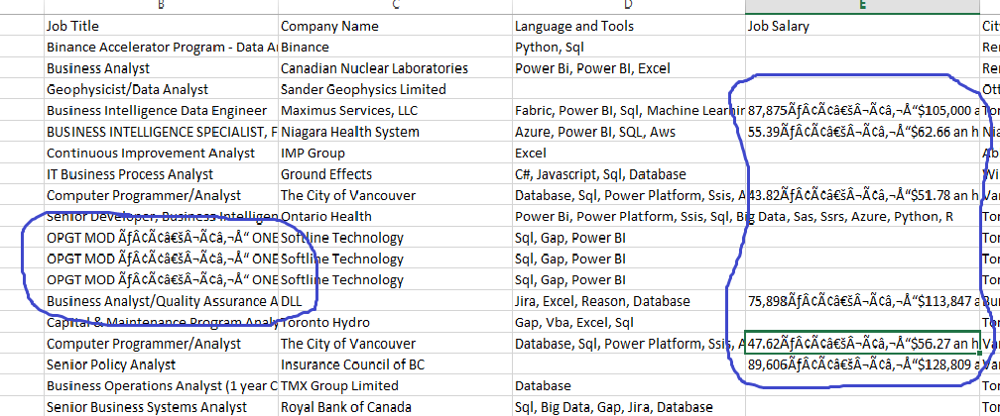 B C D E
Job Title Company Name Language and Tools Job Salary Cit
Binance Accelerator Program - Data A Binance Python, Sql Re
Business Analyst Canadian Nuclear Laboratories Power Bi, Power BI, Excel Re
Geophysicist/Data Analyst Sander Geophysics Limited Ott
Business Intelligence Data Engineer Maximus Services, LLC Fabric, Power BI, Sql, Machine Learnin 87,875Ãƒâ€šÃ‚Â¢Ãƒâ€šâ‚¬Å“$105,000 a Tor
BUSINESS INTELLIGENCE SPECIALIST, F Niagara Health System Azure, Power BI, SQL, Aws 55.39ÃƒÂ¢Ã¢â€šÂ¬Ã¢â‚¬Å“$62.66 an h Nia
Continuous Improvement Analyst IMP Group Excel Ab
IT Business Process Analyst Ground Effects C#, Javascript, Sql, Database Wi
Computer Programmer/Analyst The City of Vancouver Database, Sql, Power Platform, Ssis, A 43.82ÃƒÂ¢Ã¢â€šÂ¬Ã¢â‚¬Å“$51.78 an h Van
Senior Developer, Business Intelligen Ontario Health Power Bi, Power Platform, Ssis, Sql, Big Data, Sas, Ssrs, Azure, Python, R Tor
OPGT MOD ÃƒÂ¢Ã¢â€šÂ¬Ã¢â‚¬Å“ ONE Softline Technology Sql, Gap, Power BI Tor
OPGT MOD ÃƒÂ¢Ã¢â€šÂ¬Ã¢â‚¬Å“ ONE Softline Technology Sql, Gap, Power BI Tor
OPGT MOD ÃƒÂ¢Ã¢â€šÂ¬Ã¢â‚¬Å“ ONE Softline Technology Sql, Gap, Power BI Tor
Business Analyst/Quality Assurance A DLL Jira, Excel, Reason, Database 75,898ÃƒÂ¢Ã¢â€šÂ¬Ã¢â‚¬Å“$113,847 a Bur
Capital & Maintenance Program Analy Toronto Hydro Gap, Vba, Excel, Sql Tor
Computer Programmer/Analyst The City of Vancouver Database, Sql, Power Platform, Ssis, A 47.62ÃƒÂ¢Ã¢â€šÂ¬Ã¢â‚¬Å“$56.27 an h Van
Senior Policy Analyst Insurance Council of BC 89,606ÃƒÂ¢Ã¢â€šÂ¬Ã¢â‚¬Å“$128,809 a Van
Business Operations Analyst (1 year C TMX Group Limited Database Tor
Senior Business Systems Analyst Royal Bank of Canada Sql, Big Data, Gap, Jira, Database Tor